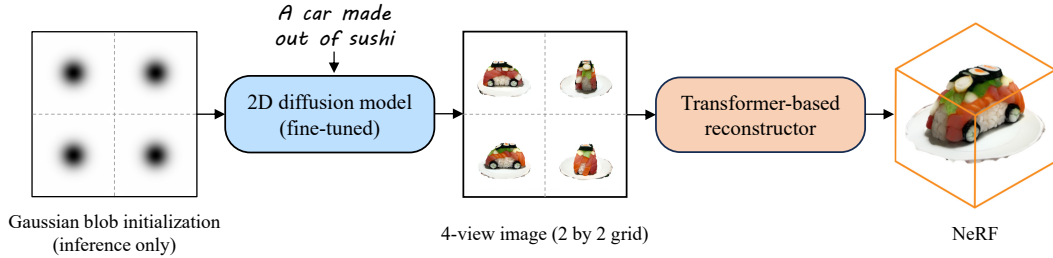 A car made
out of sushi
2D diffusion model
(fine-tuned)
Transformer-based
reconstructor
Gaussian blob initialization
(inference only)
4-view image (2 by 2 grid)
NeRF